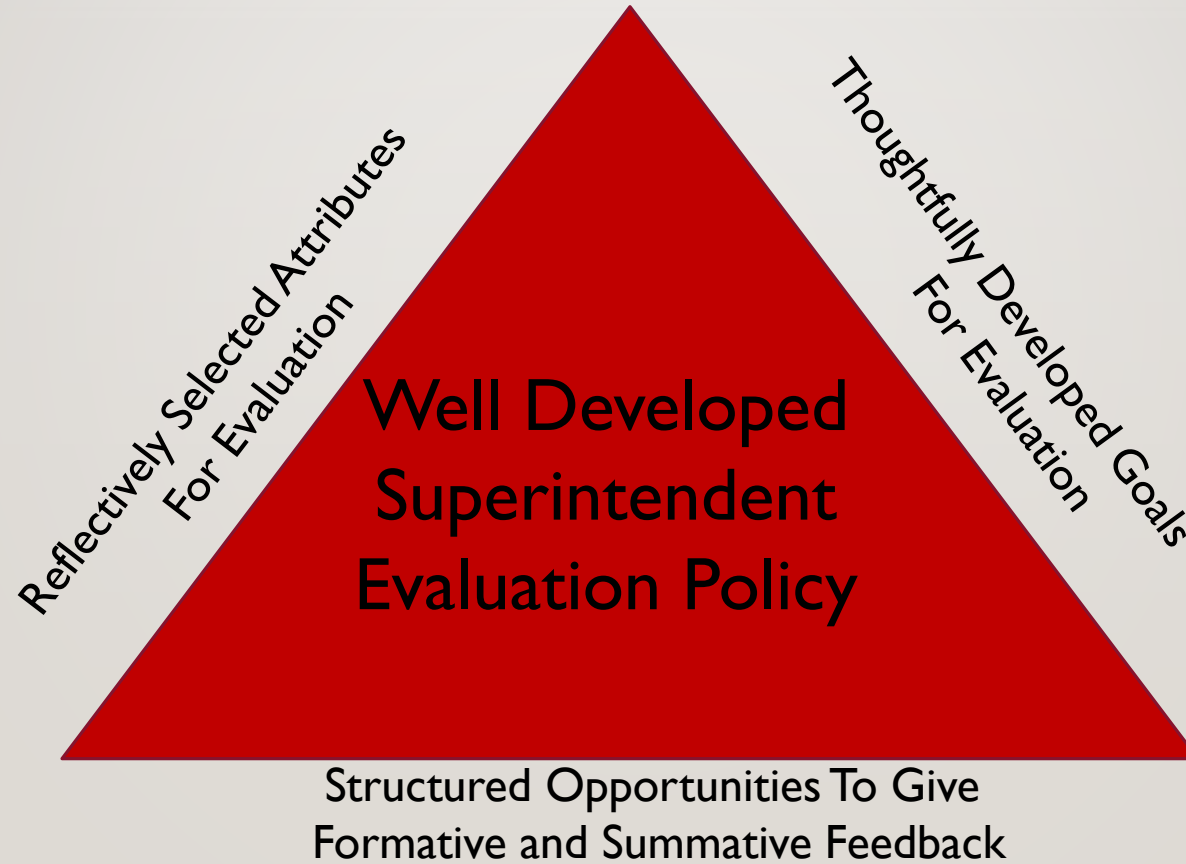 Reflectively Selected Attributes
For Evaluation
Thoughtfully Developed Goals
For Evaluation
Well Developed
Superintendent
Evaluation Policy
Structured Opportunities To Give
Formative and Summative Feedback